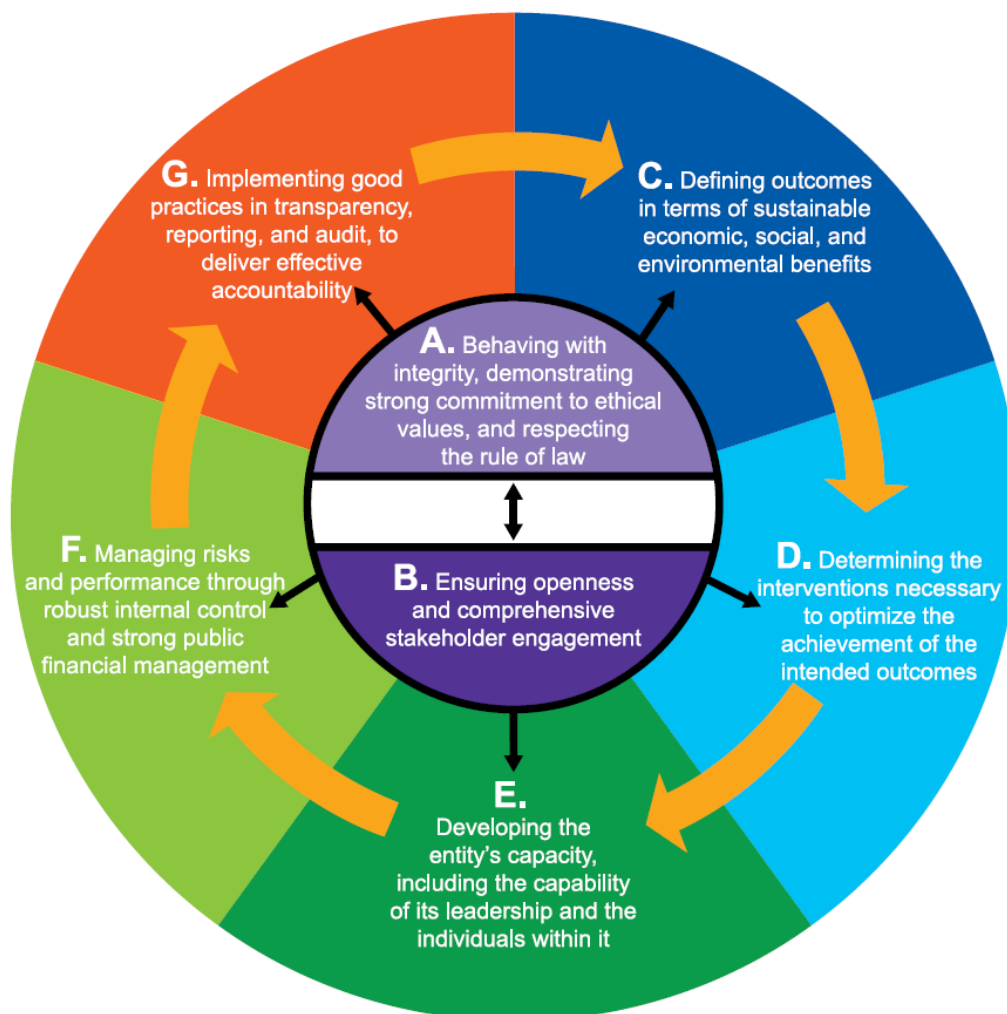 A. Behaving with
integrity, demonstrating
strong commitment to ethical
values, and respecting
the rule of law
B. Ensuring openness
and comprehensive
stakeholder engagement
C. Defining outcomes
in terms of sustainable
economic, social, and
environmental benefits
D. Determining the
interventions necessary
to optimize the
achievement of the
intended outcomes
E.
Developing the
entity’s capacity,
including the capability
of its leadership and the
individuals within it
F. Managing risks
and performance through
robust internal control
and strong public
financial management
G. Implementing good
practices in transparency,
reporting, and audit, to
deliver effective
accountability